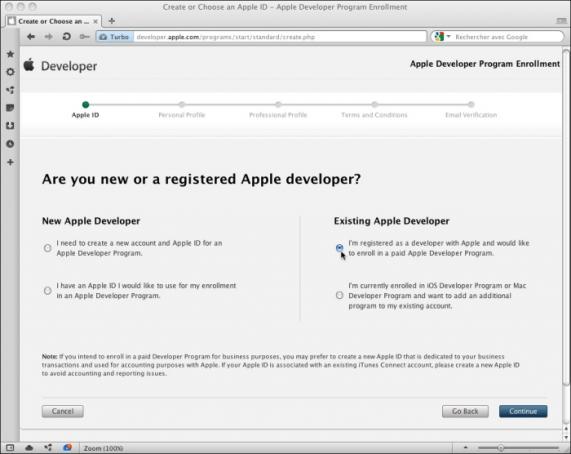 Create or Choose an Apple ID – Apple Developer Program Enrollment
Create or Choose an ...
Turbo developer.apple.com/programs/start/standard/create.php
Rechercher avec Google
Developer
Apple Developer Program Enrollment
Apple ID
Personal Profile
Professional Profile
Terms and Conditions
Email Verification
Are you new or a registered Apple developer?
New Apple Developer
I need to create a new account and Apple ID for an
Apple Developer Program.
I have an Apple ID I would like to use for my enrollment
in an Apple Developer Program.
Existing Apple Developer
I'm registered as a developer with Apple and would like
to enroll in a paid Apple Developer Program.
I'm currently enrolled in iOS Developer Program or Mac
Developer Program and want to add an additional
program to my existing account.
Note: If you intend to enroll in a paid Developer Program for business purposes, you may prefer to create a new Apple ID that is dedicated to your business
transactions and used for accounting purposes with Apple. If your Apple ID is associated with an existing iTunes Connect account, please create a new Apple ID
to avoid accounting and reporting issues.
Cancel
Go Back
Continue
Zoom (100%)